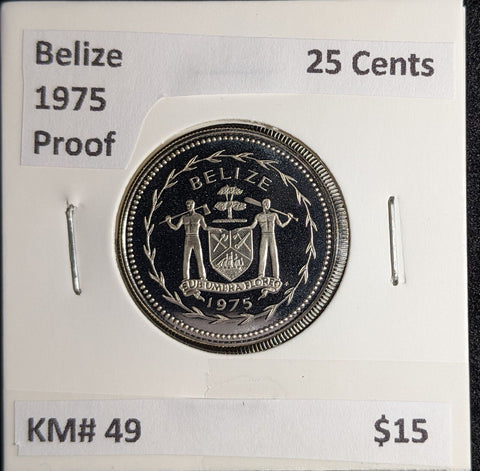 Belize
25 Cents
1975
Proof
BELIZE
SUB UMBRA FLOREO
1975
KM# 49
$15